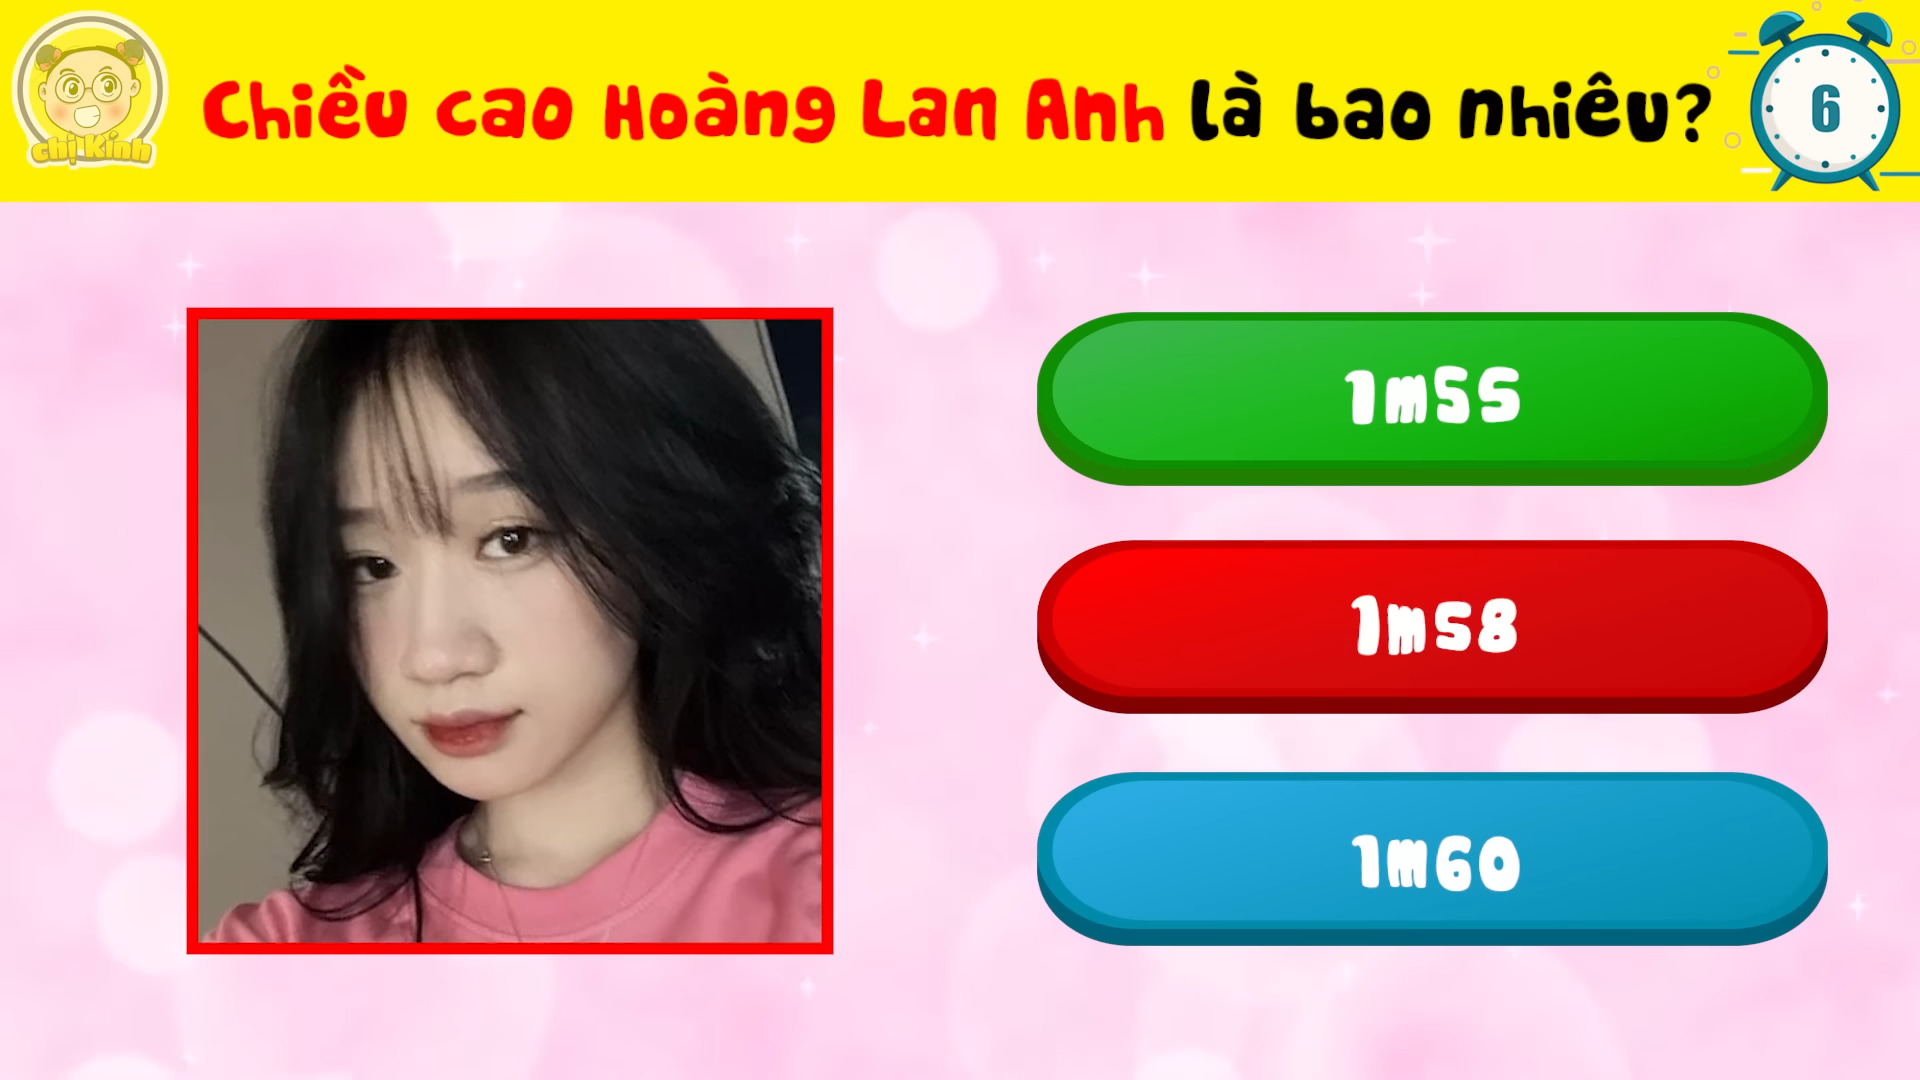 chị Kính
Chiều cao Hoàng Lan Anh là bao nhiêu?
6
1m55
1m58
1m60